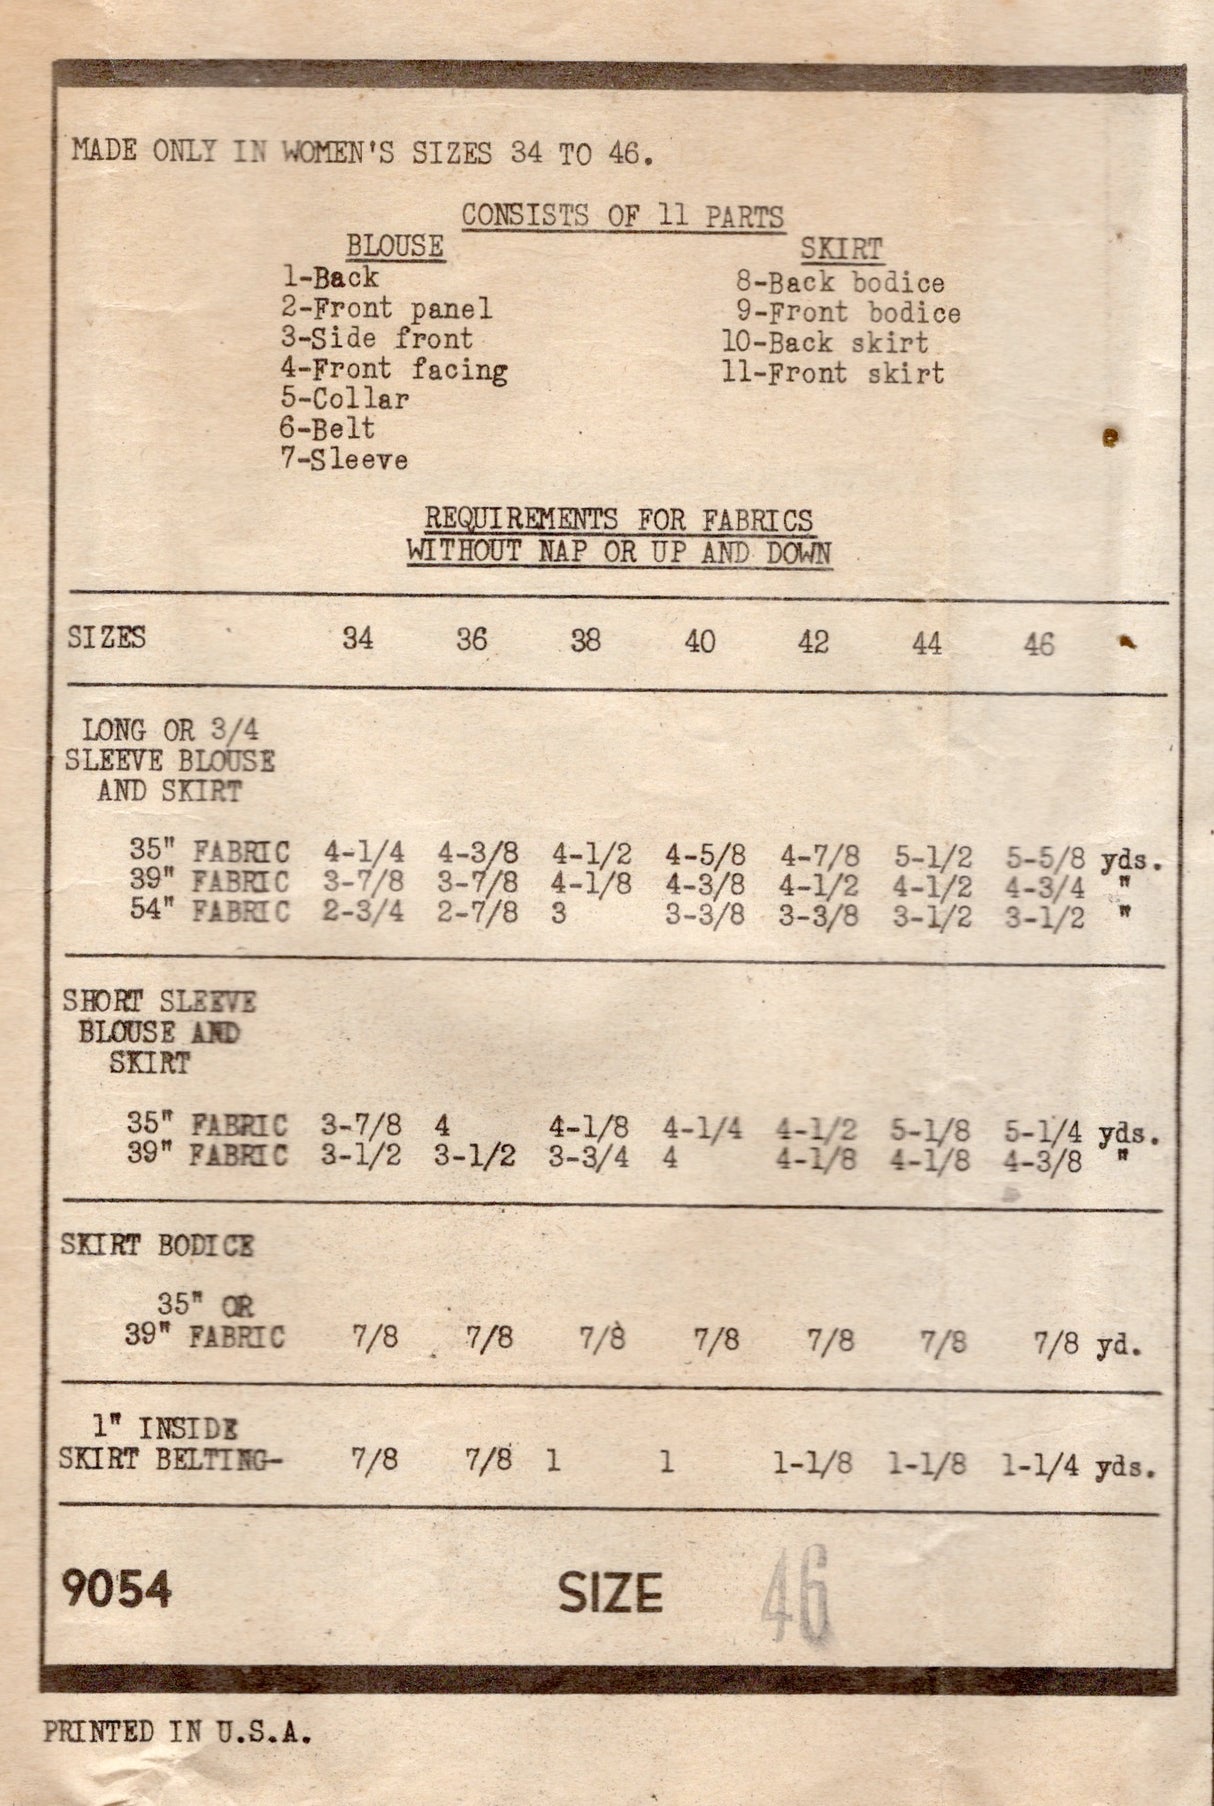 MADE ONLY IN WOMEN'S SIZES 34 TO 46.
CONSISTS OF 11 PARTS
BLOUSE SKIRT
1-Back 8-Back bodice
2-Front panel 9-Front bodice
3-Side front 10-Back skirt
4-Front facing 11-Front skirt
5-Collar
6-Belt
7-Sleeve
REQUIREMENTS FOR FABRICS
WITHOUT NAP OR UP AND DOWN
SIZES 34 36 38 40 42 44 46
LONG OR 3/4
SLEEVE BLOUSE
AND SKIRT
35" FABRIC 4-1/4 4-3/8 4-1/2 4-5/8 4-7/8 5-1/2 5-5/8 yds.
39" FABRIC 3-7/8 3-7/8 4-1/8 4-3/8 4-1/2 4-1/2 4-3/4 "
54" FABRIC 2-3/4 2-7/8 3 3-3/8 3-3/8 3-1/2 3-1/2 "
SHORT SLEEVE
BLOUSE AND
SKIRT
35" FABRIC 3-7/8 4 4-1/8 4-1/4 4-1/2 5-1/8 5-1/4 yds.
39" FABRIC 3-1/2 3-1/2 3-3/4 4 4-1/8 4-1/8 4-3/8 "
SKIRT BODICE
35" OR
39" FABRIC 7/8 7/8 7/8 7/8 7/8 7/8 7/8 yd.
1" INSIDE
SKIRT BELTING- 7/8 7/8 1 1 1-1/8 1-1/8 1-1/4 yds.
9054 SIZE 46
PRINTED IN U.S.A.